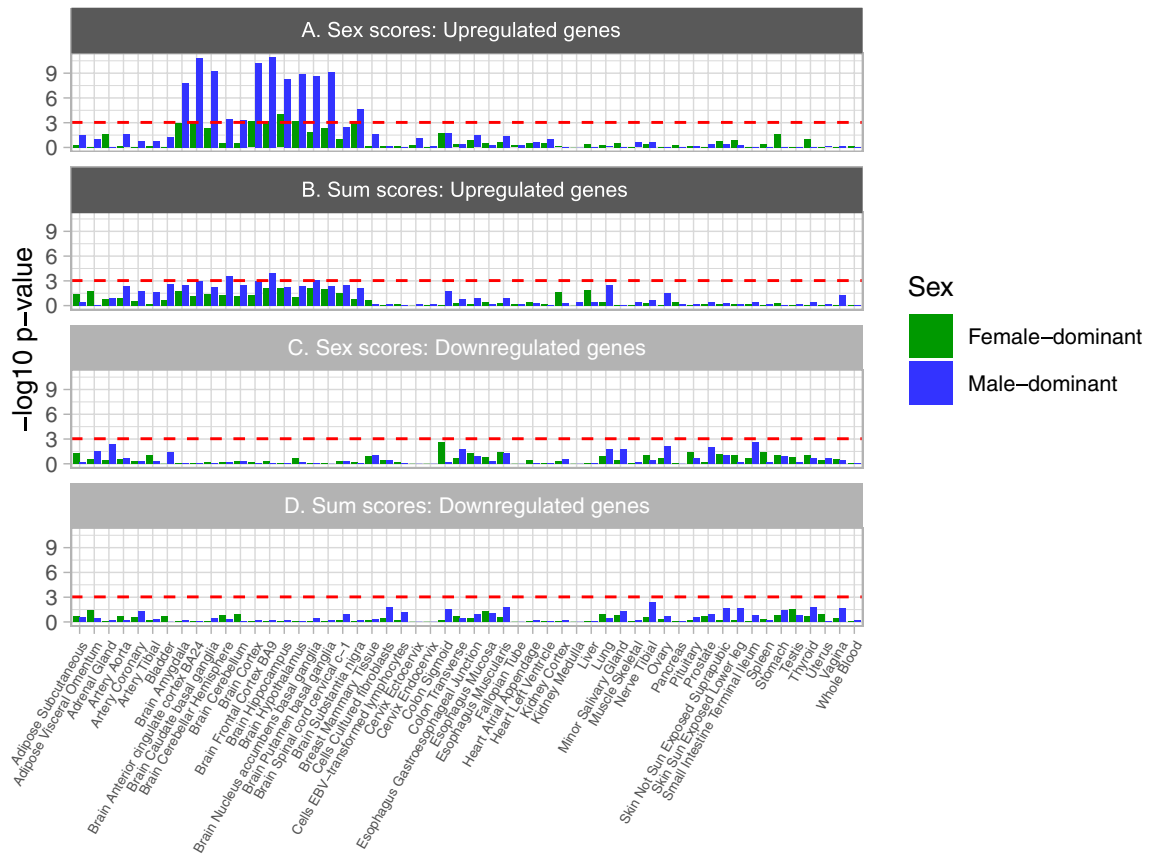 A. Sex scores: Upregulated genes
9
6
3
0
B. Sum scores: Upregulated genes
9
6
3
0
C. Sex scores: Downregulated genes
9
6
3
0
D. Sum scores: Downregulated genes
9
6
3
0
−log10 p−value
Adipose Subcutaneous
Adipose Visceral Omentum
Adrenal Gland
Artery Aorta
Artery Coronary
Artery Tibial
Bladder
Brain Amygdala
Brain Anterior cingulate cortex BA24
Brain Caudate basal ganglia
Brain Cerebellar Hemisphere
Brain Cerebellum
Brain Cortex
Brain Frontal Cortex BA9
Brain Hippocampus
Brain Hypothalamus
Brain Nucleus accumbens basal ganglia
Brain Putamen basal ganglia
Brain Spinal cord cervical c−1
Brain Substantia nigra
Breast Mammary Tissue
Cells Cultured fibroblasts
Cells EBV−transformed lymphocytes
Cervix Ectocervix
Cervix Endocervix
Colon Sigmoid
Colon Transverse
Esophagus Gastroesophageal Junction
Esophagus Mucosa
Esophagus Muscularis
Fallopian Tube
Heart Atrial Appendage
Heart Left Ventricle
Kidney Cortex
Kidney Medulla
Liver
Lung
Minor Salivary Gland
Muscle Skeletal
Nerve Tibial
Ovary
Pancreas
Pituitary
Prostate
Skin Not Sun Exposed Suprapubic
Skin Sun Exposed Lower leg
Small Intestine Terminal Ileum
Spleen
Stomach
Testis
Thyroid
Uterus
Vagina
Whole Blood
Sex
Female−dominant
Male−dominant